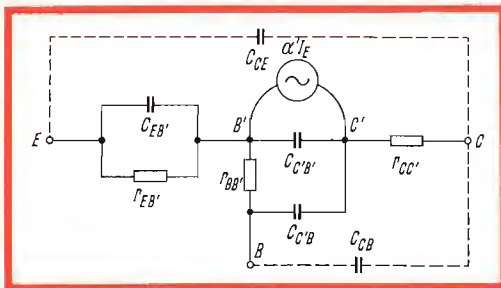 α'I_E
C_CE
C_EB'
B'
C'
E
C_C'B'
r_CC'
C
r_BB'
r_EB'
C_C'B
C_CB
B